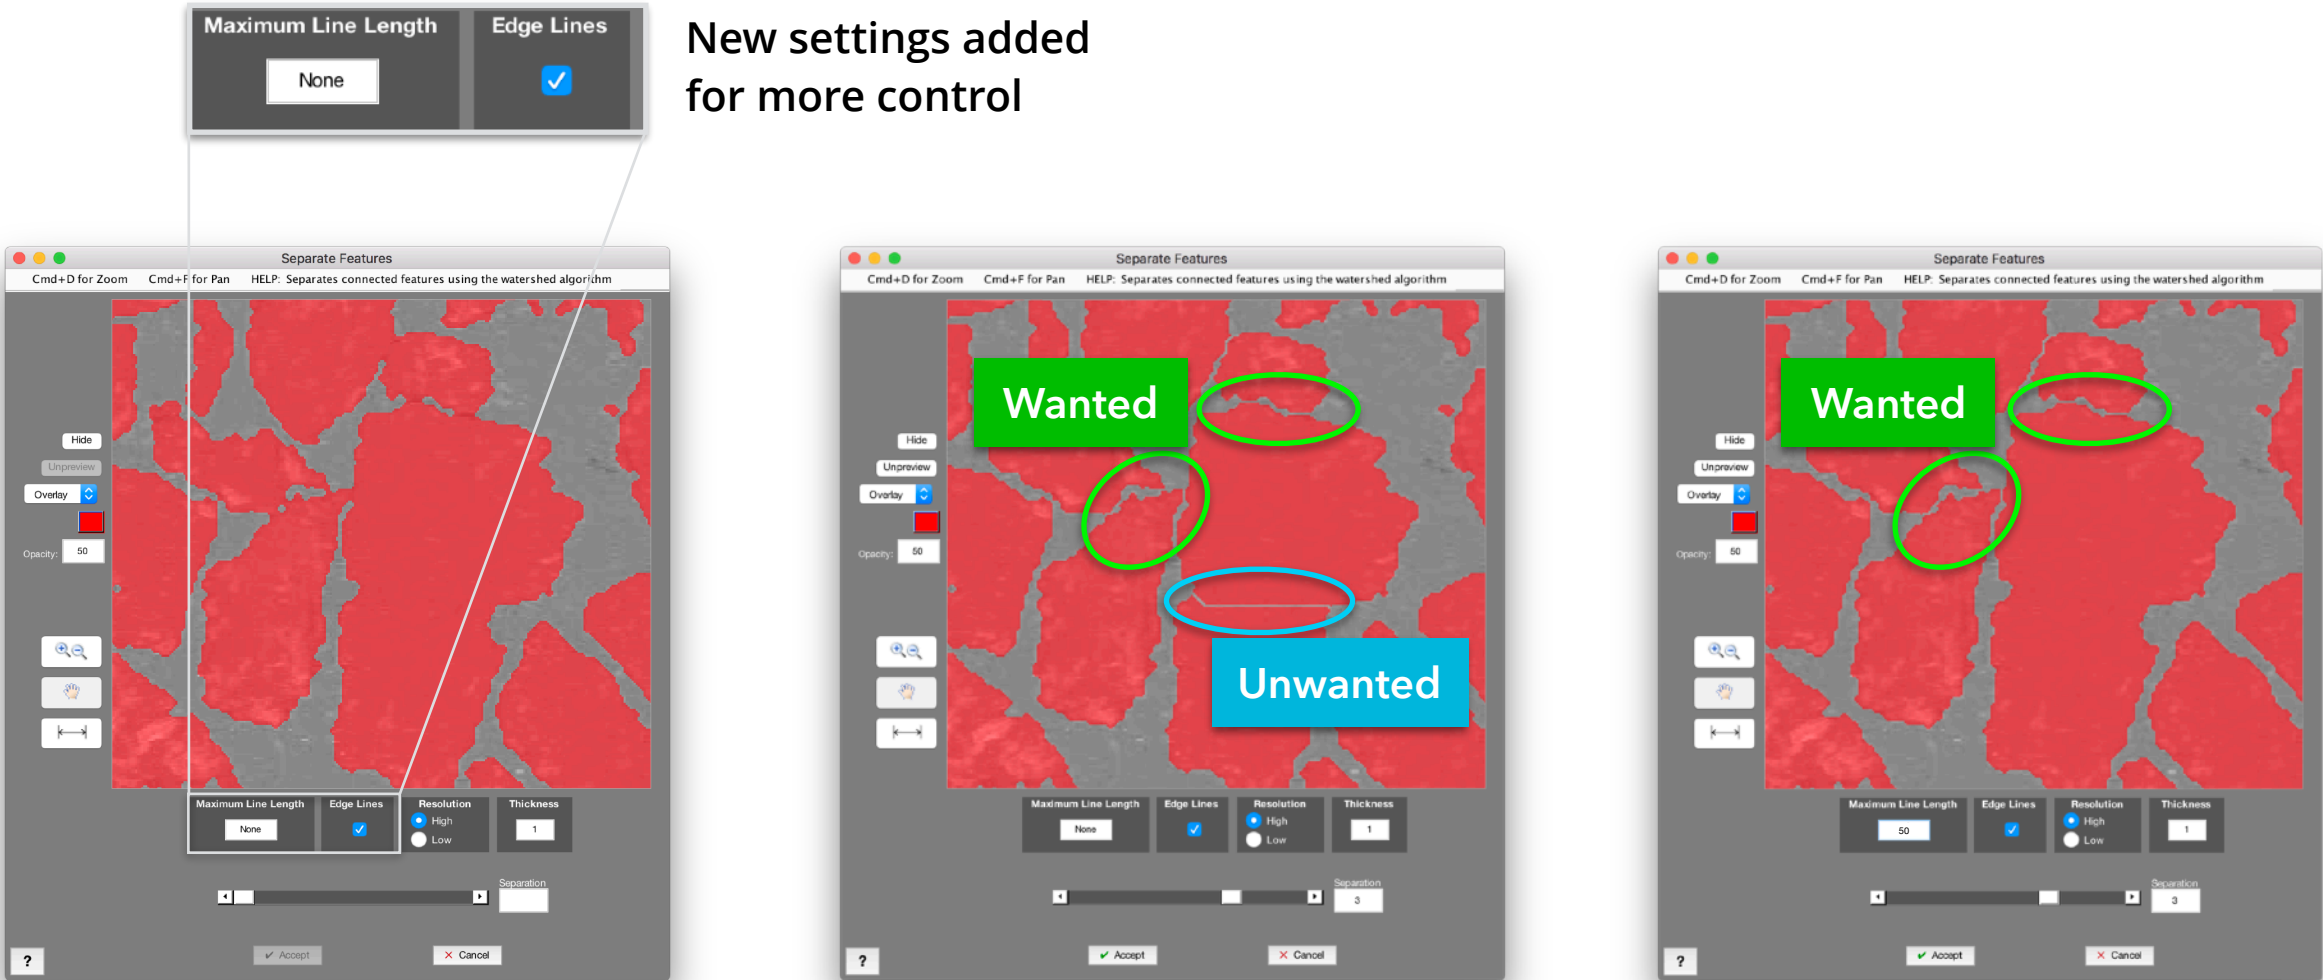 Maximum Line Length
Edge Lines
None
New settings added
for more control
Separate Features
Cmd+D for Zoom
Cmd+F for Pan
HELP: Separates connected features using the watershed algorithm
Hide
Unpreview
Overlay
Opacity:
50
Maximum Line Length
Edge Lines
Resolution
Thickness
None
High
Low
1
Separation
Accept
Cancel
?
Separate Features
Cmd+D for Zoom
Cmd+F for Pan
HELP: Separates connected features using the watershed algorithm
Wanted
Hide
Unpreview
Overlay
Opacity:
50
Unwanted
Maximum Line Length
Edge Lines
Resolution
Thickness
None
High
Low
1
Separation
3
Accept
Cancel
?
Separate Features
Cmd+D for Zoom
Cmd+F for Pan
HELP: Separates connected features using the watershed algorithm
Wanted
Hide
Unpreview
Overlay
Opacity:
50
Maximum Line Length
Edge Lines
Resolution
Thickness
50
High
Low
1
Separation
3
Accept
Cancel
?